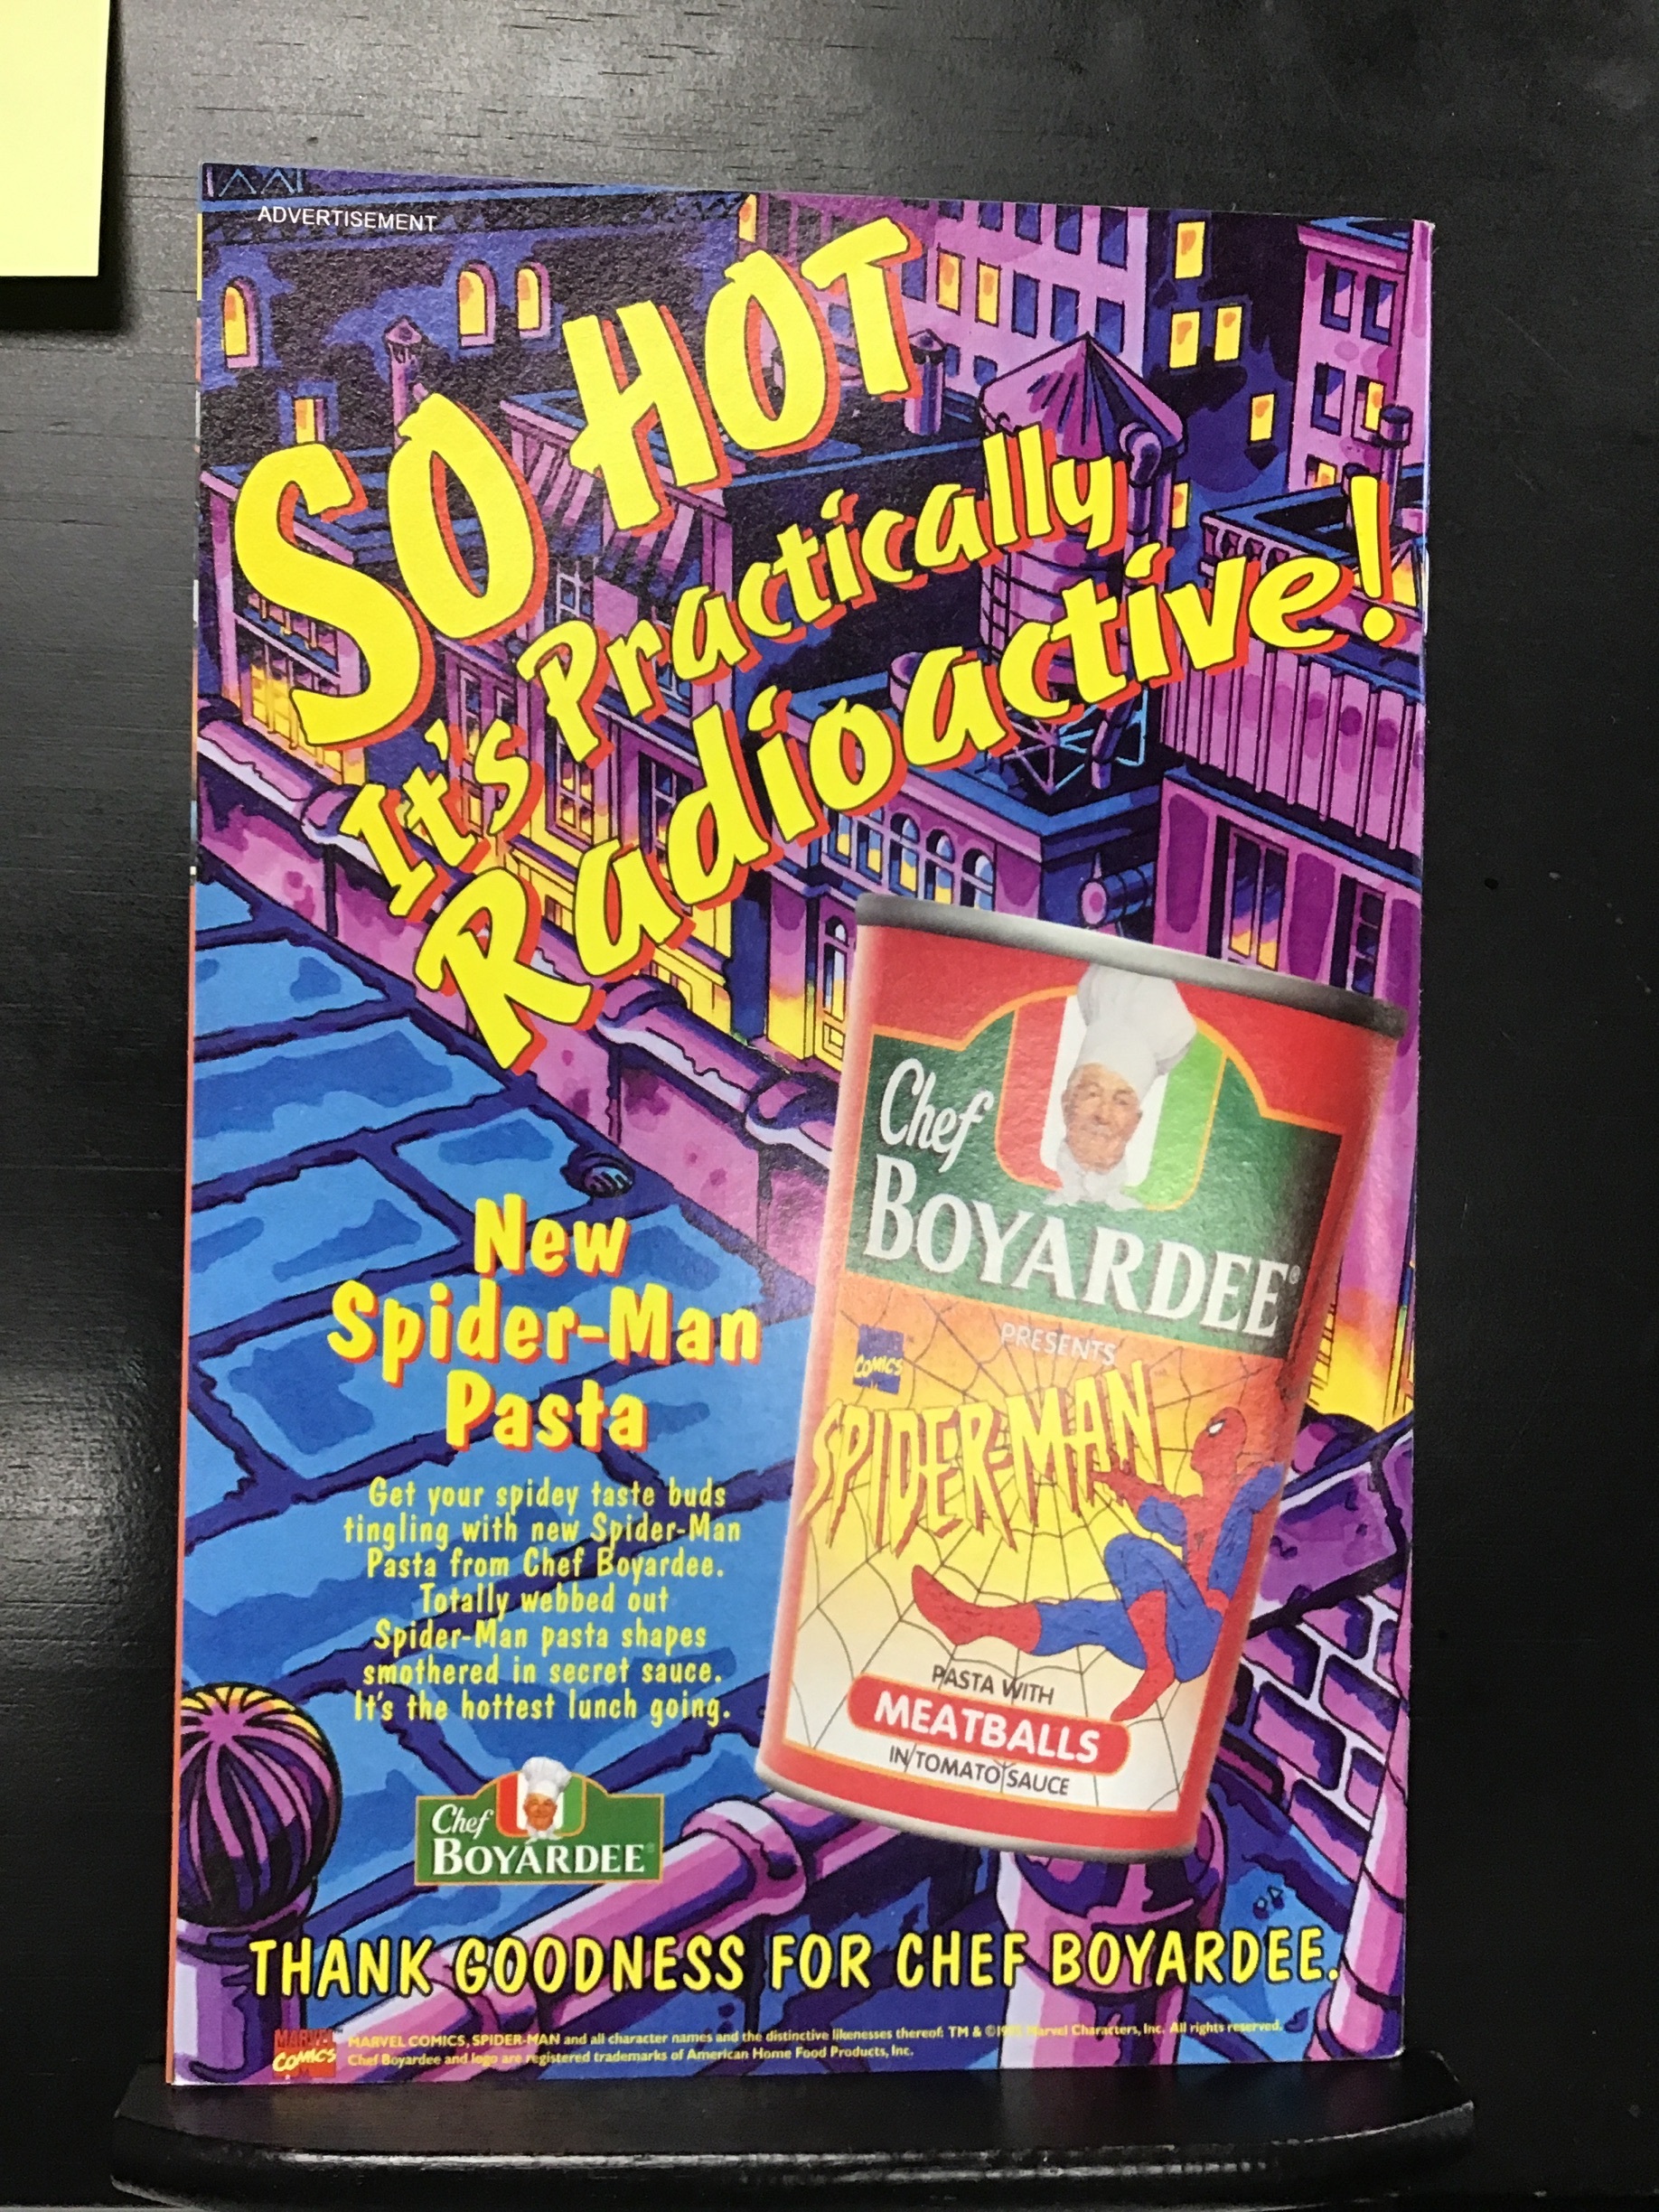 ADVERTISEMENT
SO HOT
It's Practically
Radioactive!
New
Spider-Man
Pasta
Get your spidey taste buds
tingling with new Spider-Man
Pasta from Chef Boyardee.
Totally webbed out
Spider-Man pasta shapes
smothered in secret sauce.
It's the hottest lunch going.
Chef
BOYARDEE
Chef
BOYARDEE®
PRESENTS
COMICS
SPIDER-MAN
PASTA WITH
MEATBALLS
IN TOMATO SAUCE
THANK GOODNESS FOR CHEF BOYARDEE.
MARVEL
COMICS
MARVEL COMICS, SPIDER-MAN and all character names and the distinctive likenesses thereof: TM & © Marvel Characters, Inc. All rights reserved.
Chef Boyardee and logo are registered trademarks of American Home Food Products, Inc.